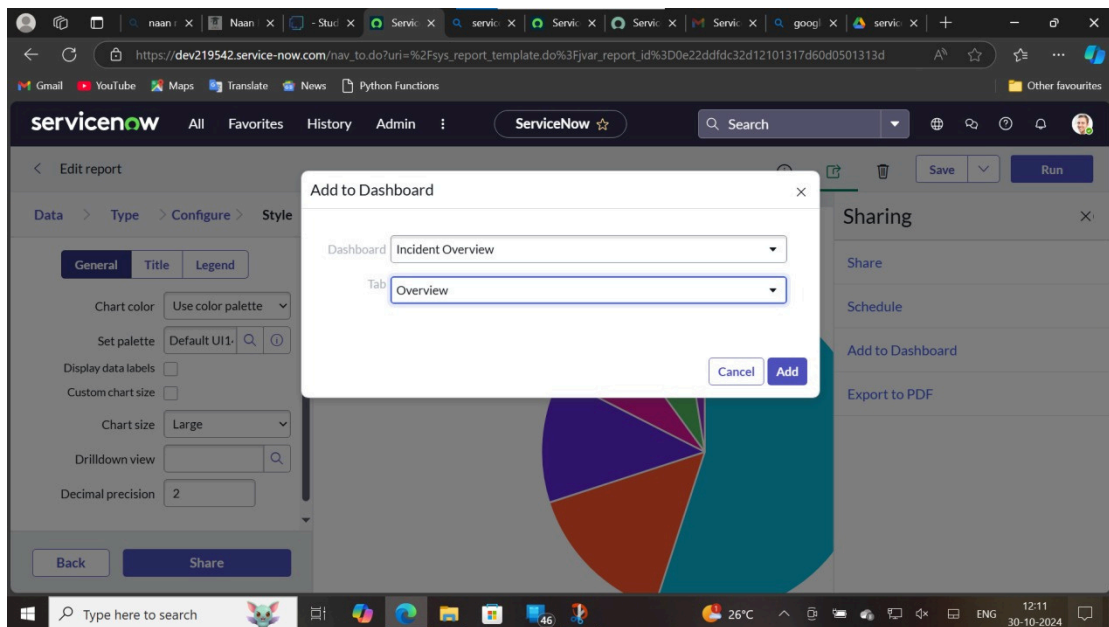 naan r Naan - Stud Servic servic Servic Servic Servic googl servic
https://dev219542.service-now.com/nav_to.do?uri=%2Fsys_report_template.do%3Fjvar_report_id%3D0e22ddfdc32d12101317d60d0501313d
Gmail YouTube Maps Translate News Python Functions Other favourites
servicenow All Favorites History Admin ServiceNow Search
Edit report Save Run
Add to Dashboard
Data > Type > Configure > Style
Sharing
Dashboard Incident Overview
General Title Legend
Share
Tab Overview
Chart color Use color palette
Schedule
Set palette Default UI14
Add to Dashboard
Display data labels
Cancel Add
Custom chart size
Export to PDF
Chart size Large
Drilldown view
Decimal precision 2
Back Share
Type here to search 46 26°C ENG 12:11
30-10-2024